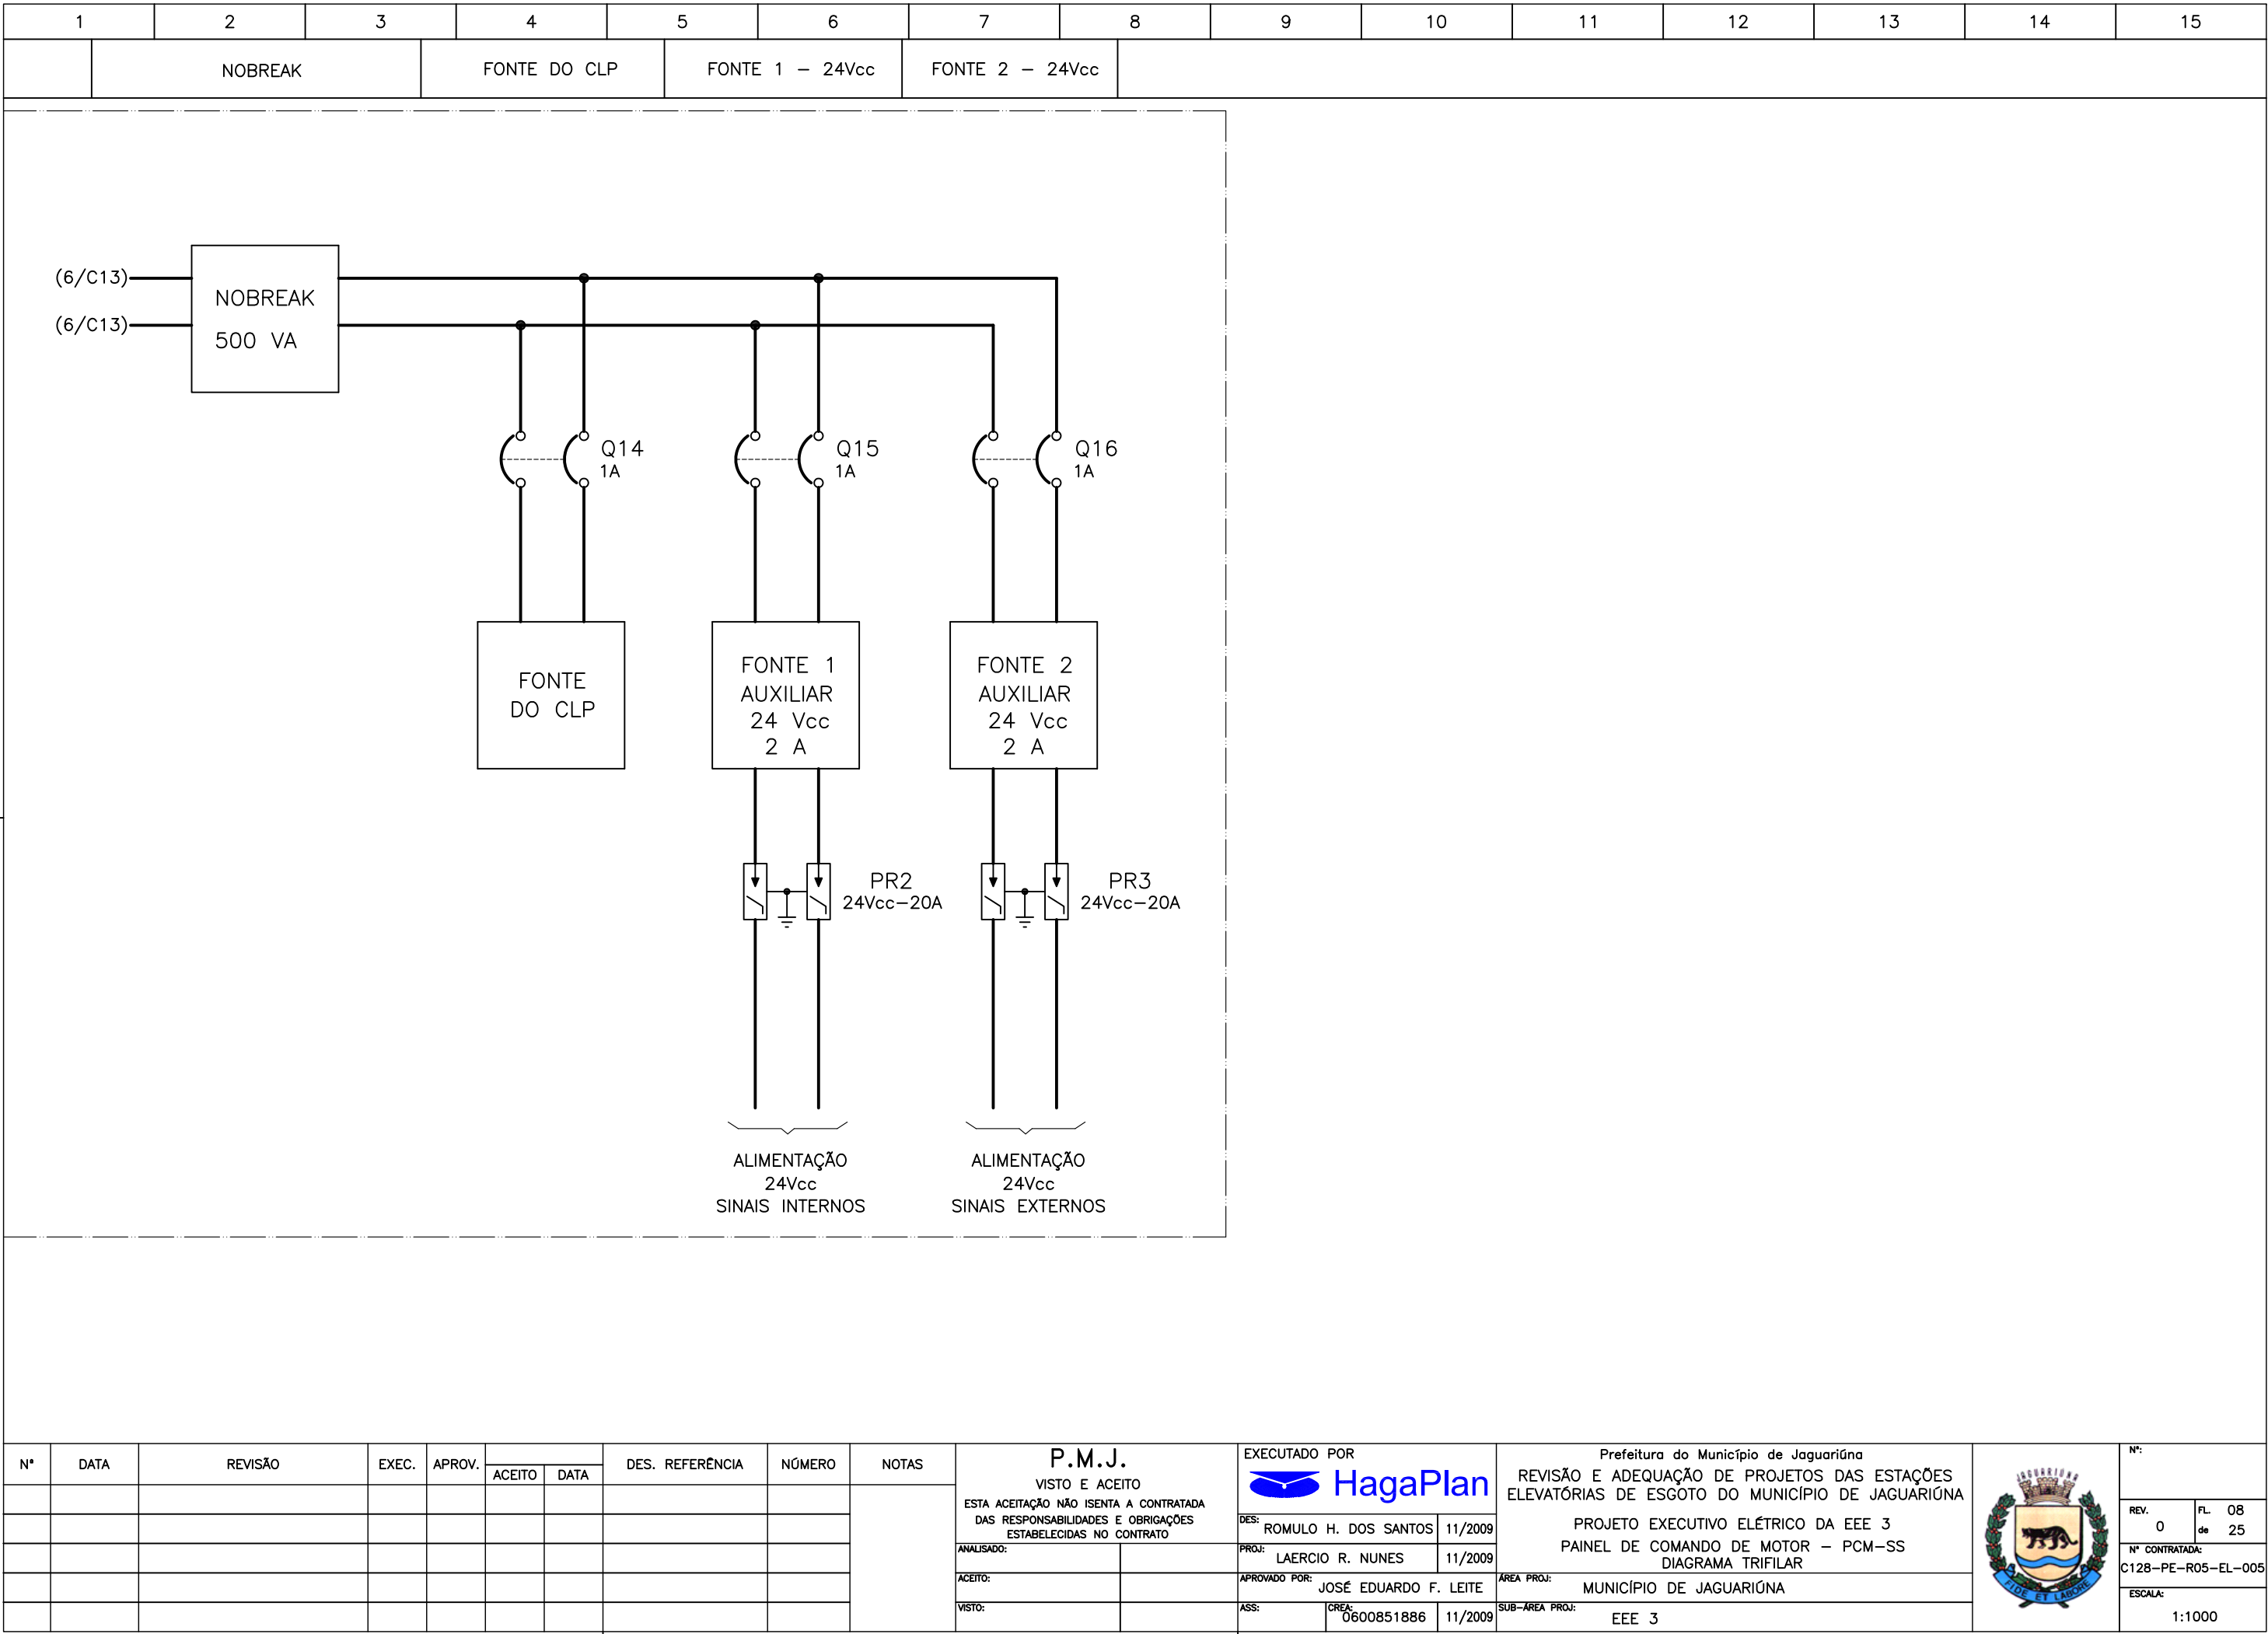 1 2 3 4 5 6 7 8 9 10 11 12 13 14 15
NOBREAK FONTE DO CLP FONTE 1 - 24Vcc FONTE 2 - 24Vcc
(6/C13)
(6/C13)
NOBREAK
500 VA
Q14
1A
Q15
1A
Q16
1A
FONTE
DO CLP
FONTE 1
AUXILIAR
24 Vcc
2 A
FONTE 2
AUXILIAR
24 Vcc
2 A
PR2
24Vcc-20A
PR3
24Vcc-20A
ALIMENTAÇÃO
24Vcc
SINAIS INTERNOS
ALIMENTAÇÃO
24Vcc
SINAIS EXTERNOS
Nº DATA REVISÃO EXEC. APROV. ACEITO DATA DES. REFERÊNCIA NÚMERO NOTAS
P.M.J.
VISTO E ACEITO
ESTA ACEITAÇÃO NÃO ISENTA A CONTRATADA
DAS RESPONSABILIDADES E OBRIGAÇÕES
ESTABELECIDAS NO CONTRATO
ANALISADO:
ACEITO:
VISTO:
EXECUTADO POR
HagaPlan
DES: ROMULO H. DOS SANTOS 11/2009
PROJ: LAERCIO R. NUNES 11/2009
APROVADO POR: JOSÉ EDUARDO F. LEITE
ASS: CREA: 0600851886 11/2009
Prefeitura do Município de Jaguariúna
REVISÃO E ADEQUAÇÃO DE PROJETOS DAS ESTAÇÕES
ELEVATÓRIAS DE ESGOTO DO MUNICÍPIO DE JAGUARIÚNA
PROJETO EXECUTIVO ELÉTRICO DA EEE 3
PAINEL DE COMANDO DE MOTOR - PCM-SS
DIAGRAMA TRIFILAR
ÁREA PROJ: MUNICÍPIO DE JAGUARIÚNA
SUB-ÁREA PROJ: EEE 3
JAGUARIÚNA
FIDE ET LABORE
Nº:
REV. 0
FL. 08
de 25
Nº CONTRATADA:
C128-PE-R05-EL-005
ESCALA:
1:1000